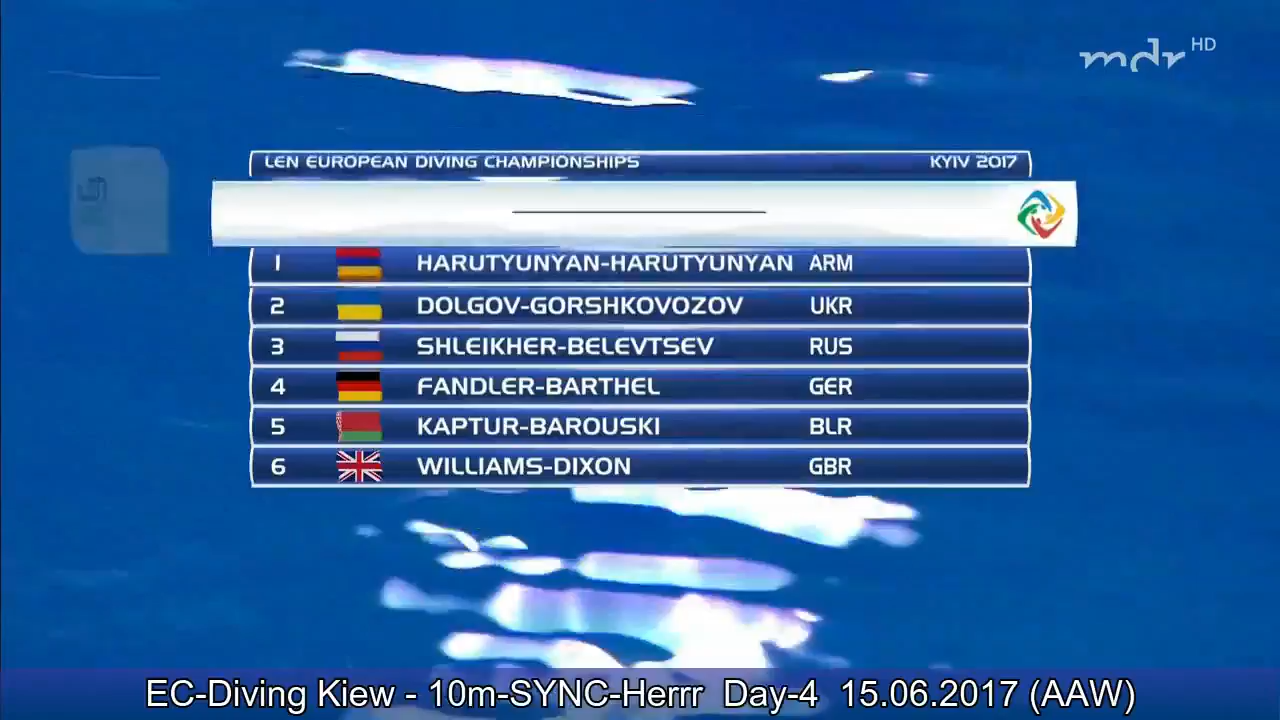 mdr HD
LEN EUROPEAN DIVING CHAMPIONSHIPS KYIV 2017
1 HARUTYUNYAN-HARUTYUNYAN ARM
2 DOLGOV-GORSHKOVOZOV UKR
3 SHLEIKHER-BELEVTSEV RUS
4 FANDLER-BARTHEL GER
5 KAPTUR-BAROUSKI BLR
6 WILLIAMS-DIXON GBR
EC-Diving Kiew - 10m-SYNC-Herrr Day-4 15.06.2017 (AAW)